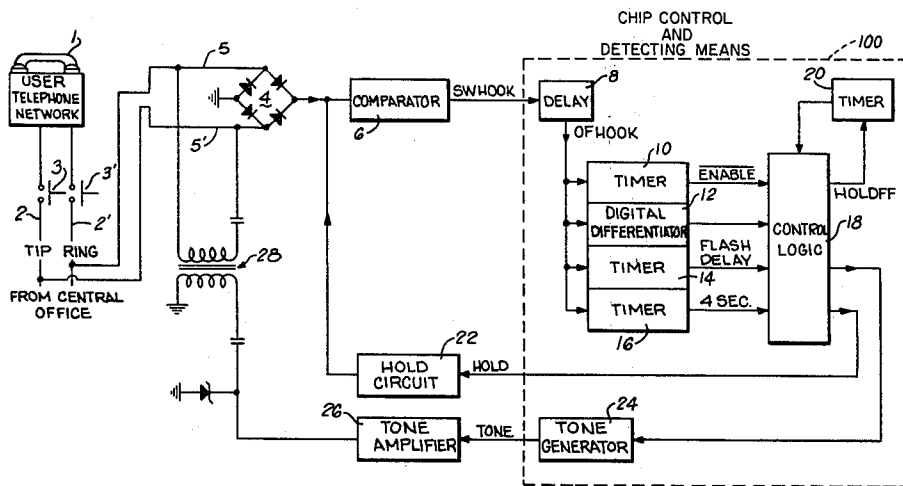 CHIP CONTROL
AND
DETECTING MEANS
100
1
USER
TELEPHONE
NETWORK
5
4
5'
COMPARATOR
6
SWHOOK
DELAY
8
OFHOOK
20
TIMER
HOLDFF
10
TIMER
ENABLE
12
DIGITAL
DIFFERENTIATOR
TIMER
14
FLASH
DELAY
TIMER
16
4 SEC.
CONTROL
LOGIC
18
3
3'
2
2'
TIP
RING
FROM CENTRAL
OFFICE
28
22
HOLD
CIRCUIT
HOLD
26
TONE
AMPLIFIER
TONE
24
TONE
GENERATOR